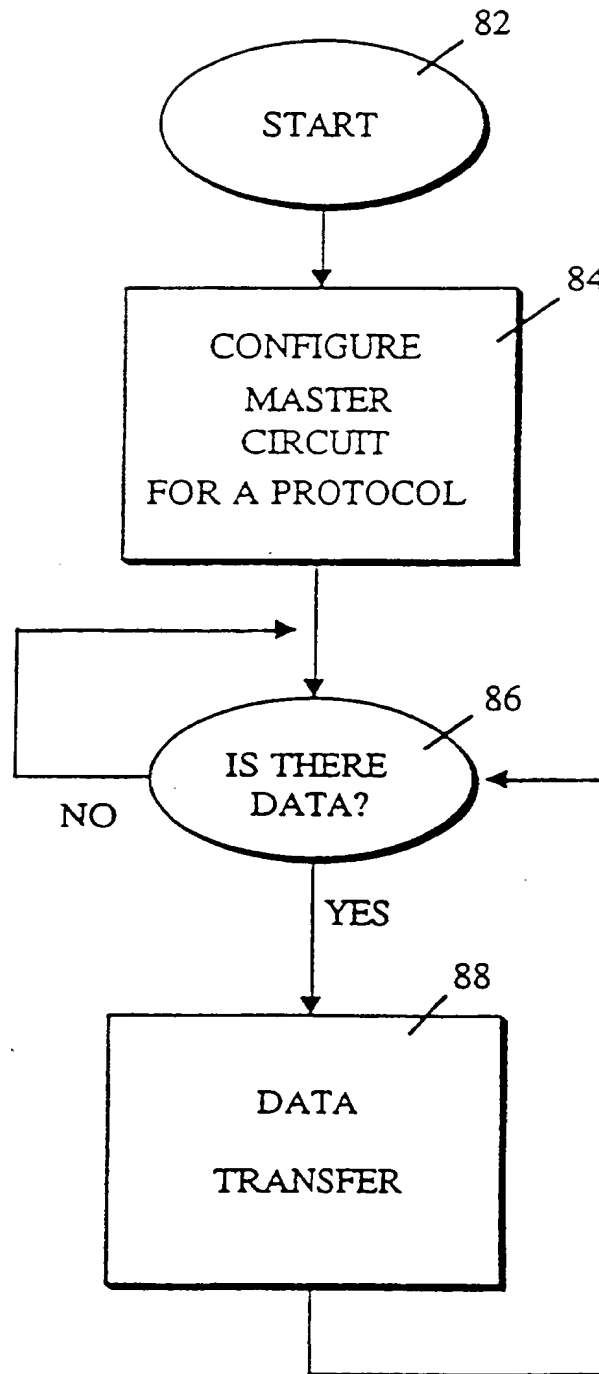 82
START
84
CONFIGURE
MASTER
CIRCUIT
FOR A PROTOCOL
86
IS THERE
DATA?
NO
YES
88
DATA
TRANSFER